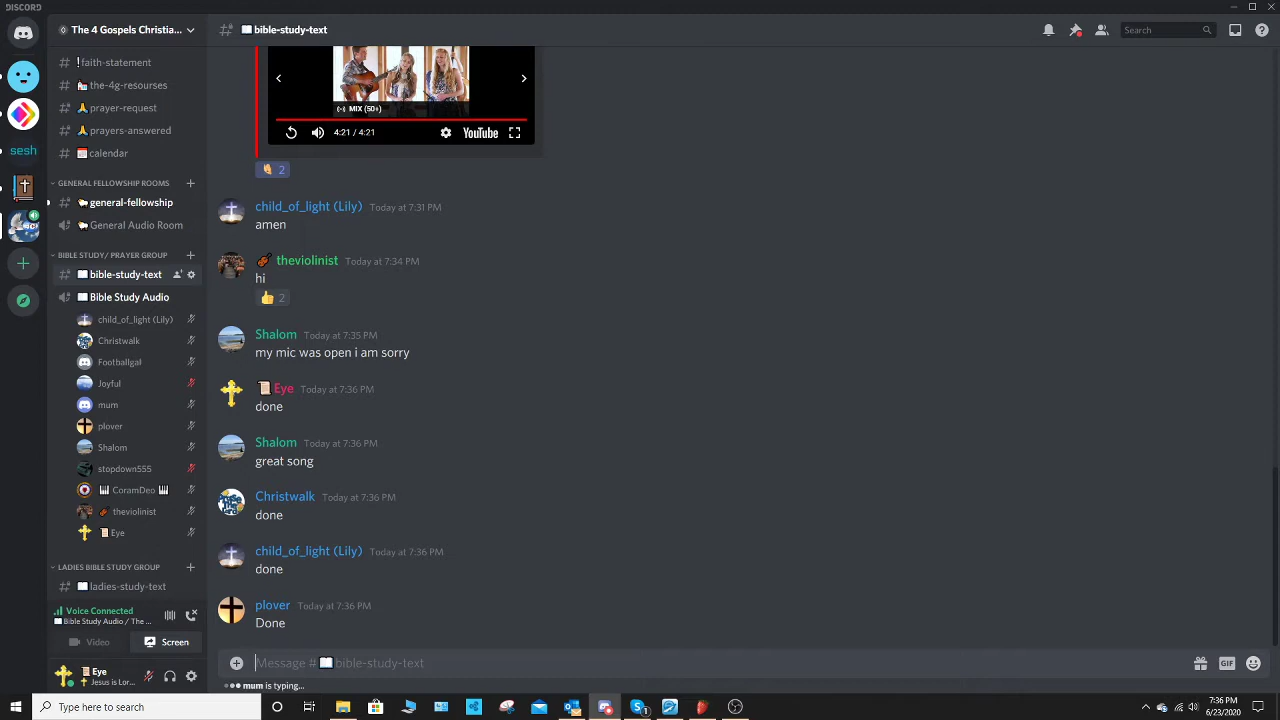 DISCORD
The 4 Gospels Christia...
bible-study-text
Search
faith-statement
the-4g-resourses
prayer-request
prayers-answered
calendar
GENERAL FELLOWSHIP ROOMS
general-fellowship
General Audio Room
BIBLE STUDY/ PRAYER GROUP
bible-study-text
Bible Study Audio
child_of_light (Lily)
Christwalk
Footballgal
Joyful
mum
plover
Shalom
stopdown555
CoramDeo
theviolinist
Eye
LADIES BIBLE STUDY GROUP
ladies-study-text
Voice Connected
Bible Study Audio / The ...
Video
Screen
Eye
Jesus is Lor...
sesh
MIX (50+)
4:21 / 4:21
YouTube
2
child_of_light (Lily) Today at 7:31 PM
amen
theviolinist Today at 7:34 PM
hi
2
Shalom Today at 7:35 PM
my mic was open i am sorry
Eye Today at 7:36 PM
done
Shalom Today at 7:36 PM
great song
Christwalk Today at 7:36 PM
done
child_of_light (Lily) Today at 7:36 PM
done
plover Today at 7:36 PM
Done
Message # bible-study-text
GIF
mum is typing...
Type here to search
7:36 PM
6/23/2020